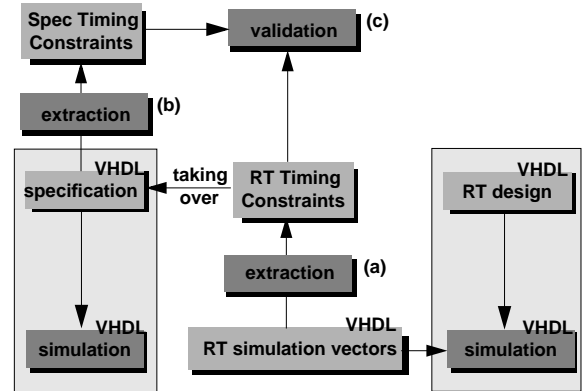 Spec Timing
Constraints
validation
(c)
extraction
(b)
VHDL
specification
taking
over
RT Timing
Constraints
VHDL
RT design
extraction
(a)
VHDL
simulation
VHDL
RT simulation vectors
VHDL
simulation